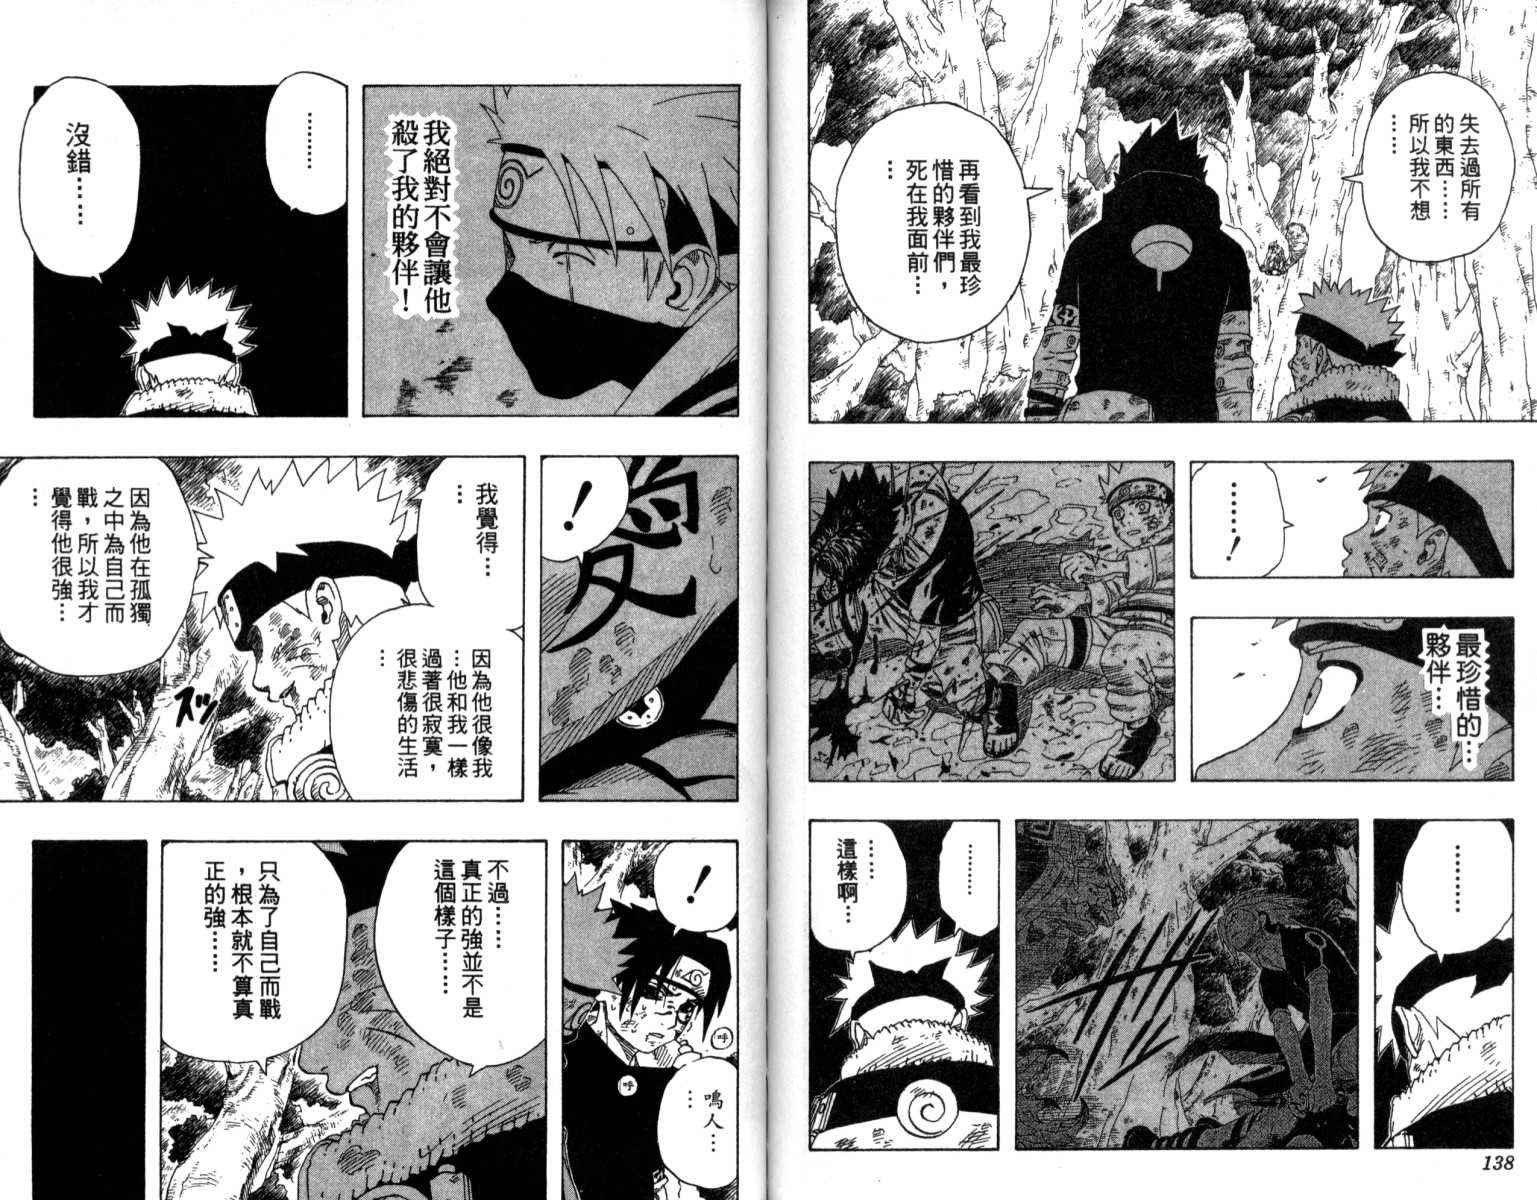 失去過所有
的東西……
所以我不想
……
再看到我最珍
惜的夥伴們，
死在我面前…
…
……！
最珍惜的…
夥伴…
………
………
……
這樣啊…
138
我絕對不會讓他
殺了我的夥伴！
………
沒錯……
愛
！
我覺得…
…
因為他很像我
…他和我一樣
過著很寂寞，
很悲傷的生活
…
因為他在孤獨
之中為自己而
戰，所以我才
覺得他很強…
…
ズッ
！
呼
呼
鳴人…
…
不過……
真正的強並不是
這個樣子……
只為了自己而戰
，根本就不算真
正的強……